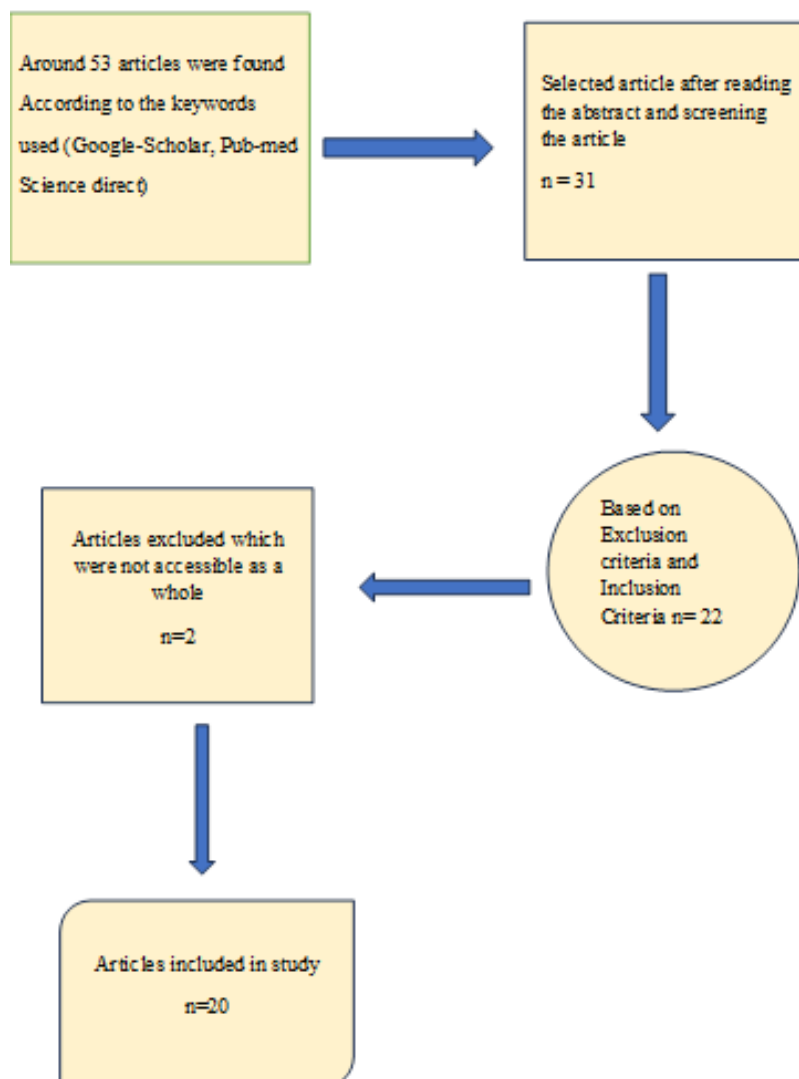 Around 53 articles were found
According to the keywords
used (Google-Scholar, Pub-med
Science direct)
Selected article after reading
the abstract and screening
the article
n = 31
Based on
Exclusion
criteria and
Inclusion
Criteria n= 22
Articles excluded which
were not accessible as a
whole
n=2
Articles included in study
n=20